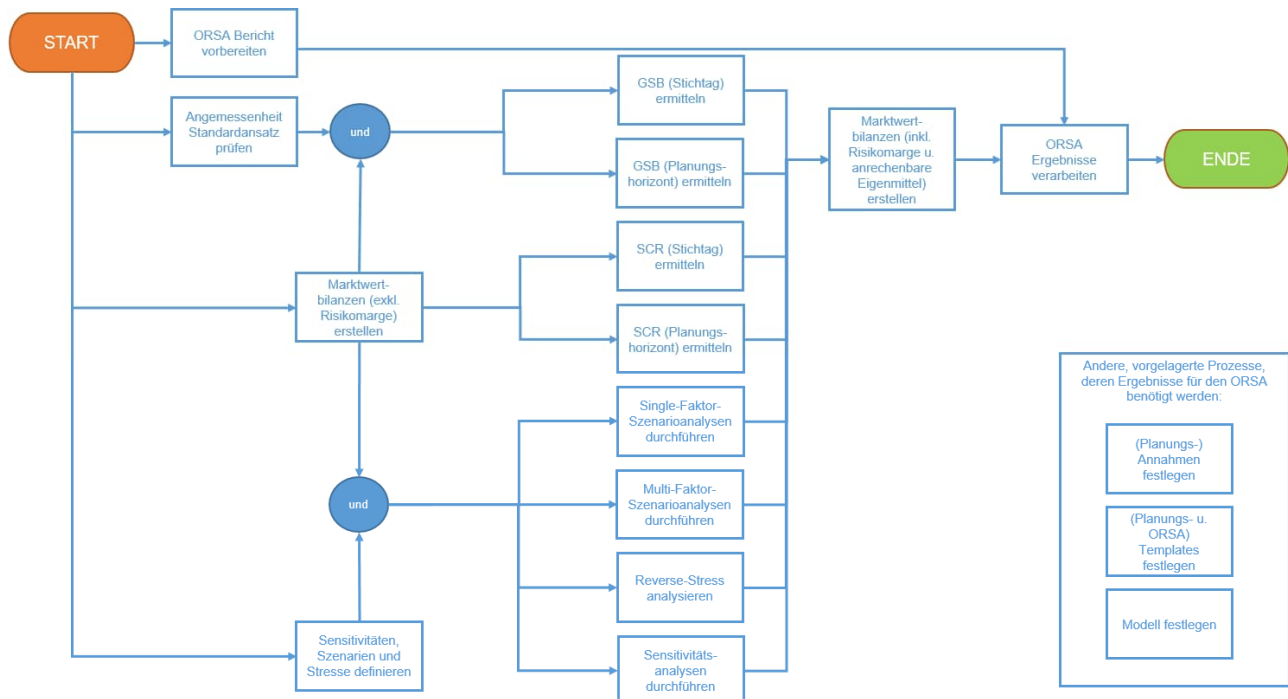 START
ORSA Bericht
vorbereiten
Angemessenheit
Standardansatz
prüfen
und
GSB (Stichtag)
ermitteln
GSB (Planungs-
horizont) ermitteln
Marktwert-
bilanzen (exkl.
Risikomarge)
erstellen
SCR (Stichtag)
ermitteln
SCR (Planungs-
horizont) ermitteln
und
Single-Faktor-
Szenarioanalysen
durchführen
Multi-Faktor-
Szenarioanalysen
durchführen
Reverse-Stress
analysieren
Sensitivitäts-
analysen
durchführen
Sensitivitäten,
Szenarien und
Stresse definieren
Marktwert-
bilanzen (inkl.
Risikomarge u.
anrechenbare
Eigenmittel)
erstellen
ORSA
Ergebnisse
verarbeiten
ENDE
Andere, vorgelagerte Prozesse,
deren Ergebnisse für den ORSA
benötigt werden:
(Planungs-)
Annahmen
festlegen
(Planungs- u.
ORSA)
Templates
festlegen
Modell festlegen